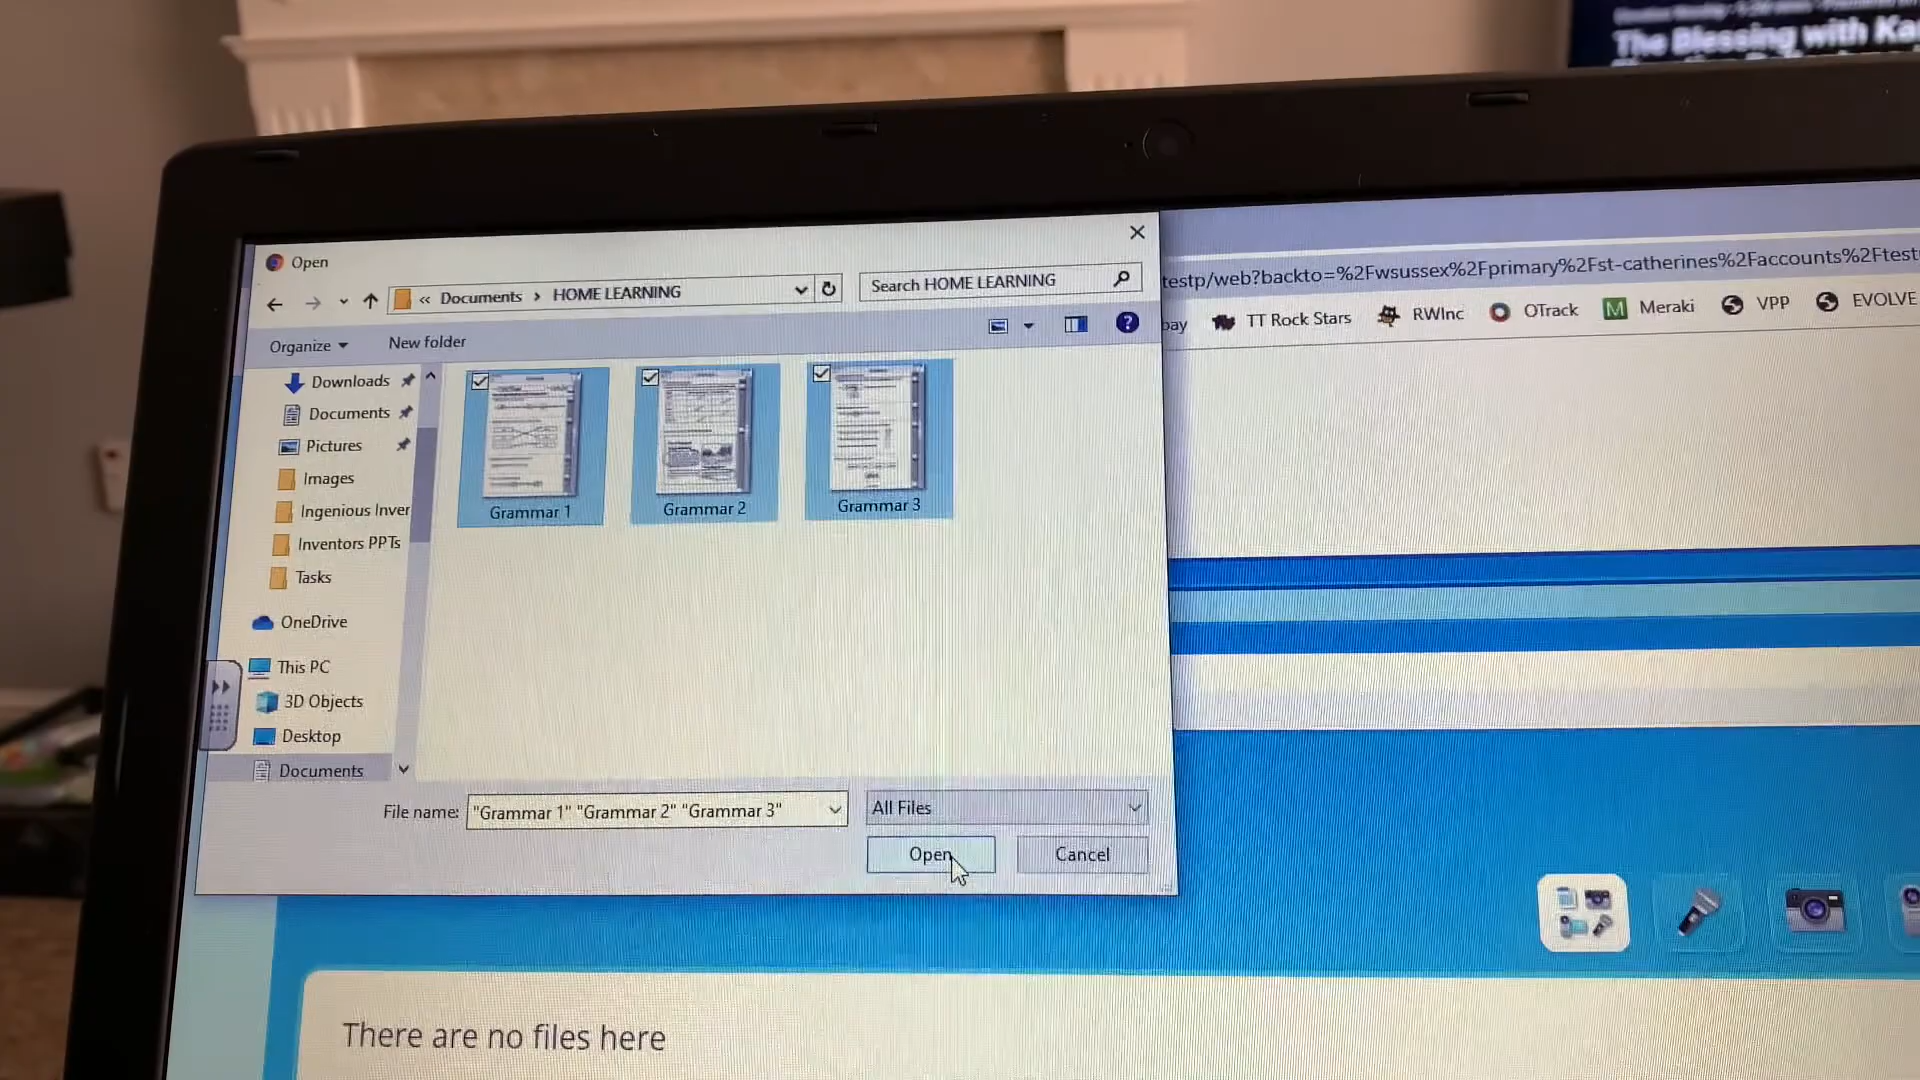 The Blessing with
Open
testp/web?backto=%2Fwsussex%2Fprimary%2Fst-catherines%2Faccounts%2Ftest
« Documents › HOME LEARNING
Search HOME LEARNING
TT Rock Stars
RWInc
OTrack
M Meraki
VPP
EVOLVE
Organize
New folder
?
Downloads
Documents
Pictures
Images
Ingenious Inver
Inventors PPTs
Tasks
OneDrive
This PC
3D Objects
Desktop
Documents
Grammar 1
Grammar 2
Grammar 3
File name: "Grammar 1" "Grammar 2" "Grammar 3"
All Files
Open
Cancel
There are no files here